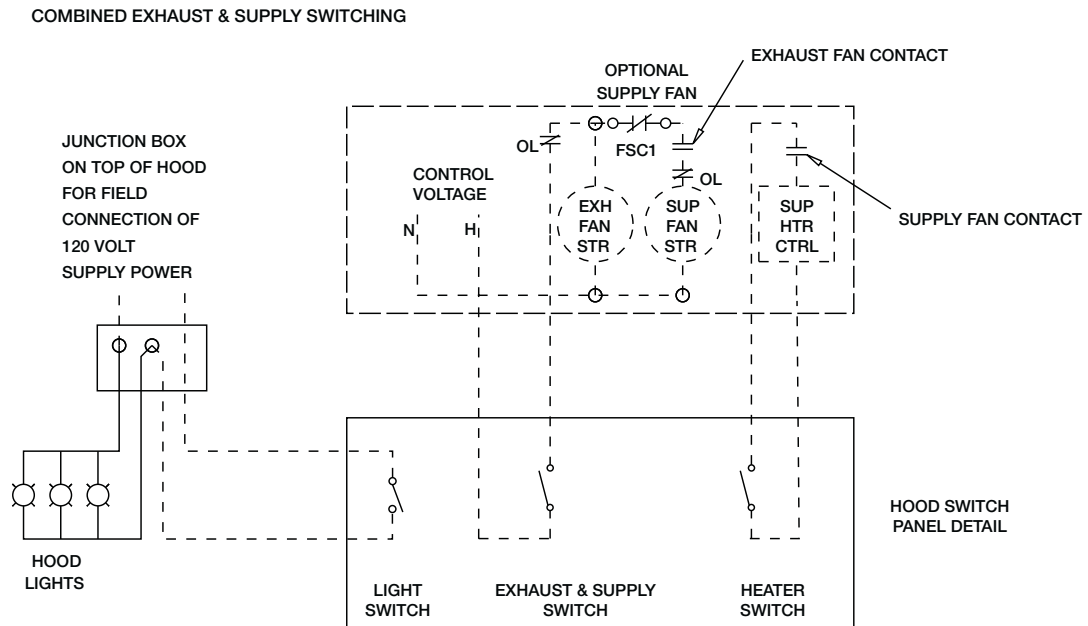 COMBINED EXHAUST & SUPPLY SWITCHING
EXHAUST FAN CONTACT
OPTIONAL
SUPPLY FAN
JUNCTION BOX
ON TOP OF HOOD
FOR FIELD
CONNECTION OF
120 VOLT
SUPPLY POWER
OL
FSC1
OL
CONTROL
VOLTAGE
N
H
EXH
FAN
STR
SUP
FAN
STR
SUP
HTR
CTRL
SUPPLY FAN CONTACT
HOOD
LIGHTS
LIGHT
SWITCH
EXHAUST & SUPPLY
SWITCH
HEATER
SWITCH
HOOD SWITCH
PANEL DETAIL